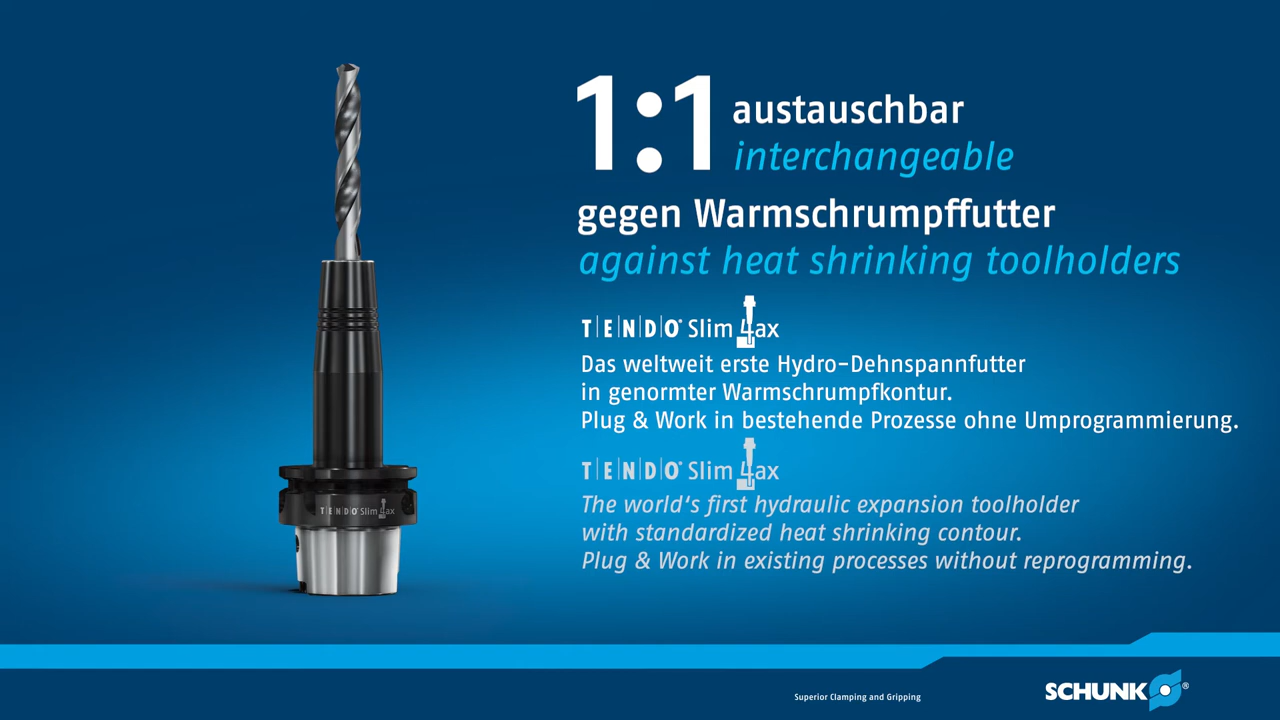 1:1 austauschbar
interchangeable
gegen Warmschrumpffutter
against heat shrinking toolholders
TENDO® Slim 4ax
Das weltweit erste Hydro-Dehnspannfutter
in genormter Warmschrumpfkontur.
Plug & Work in bestehende Prozesse ohne Umprogrammierung.
TENDO® Slim 4ax
The world‘s first hydraulic expansion toolholder
with standardized heat shrinking contour.
Plug & Work in existing processes without reprogramming.
TENDO® Slim 4ax
Superior Clamping and Gripping
SCHUNK®